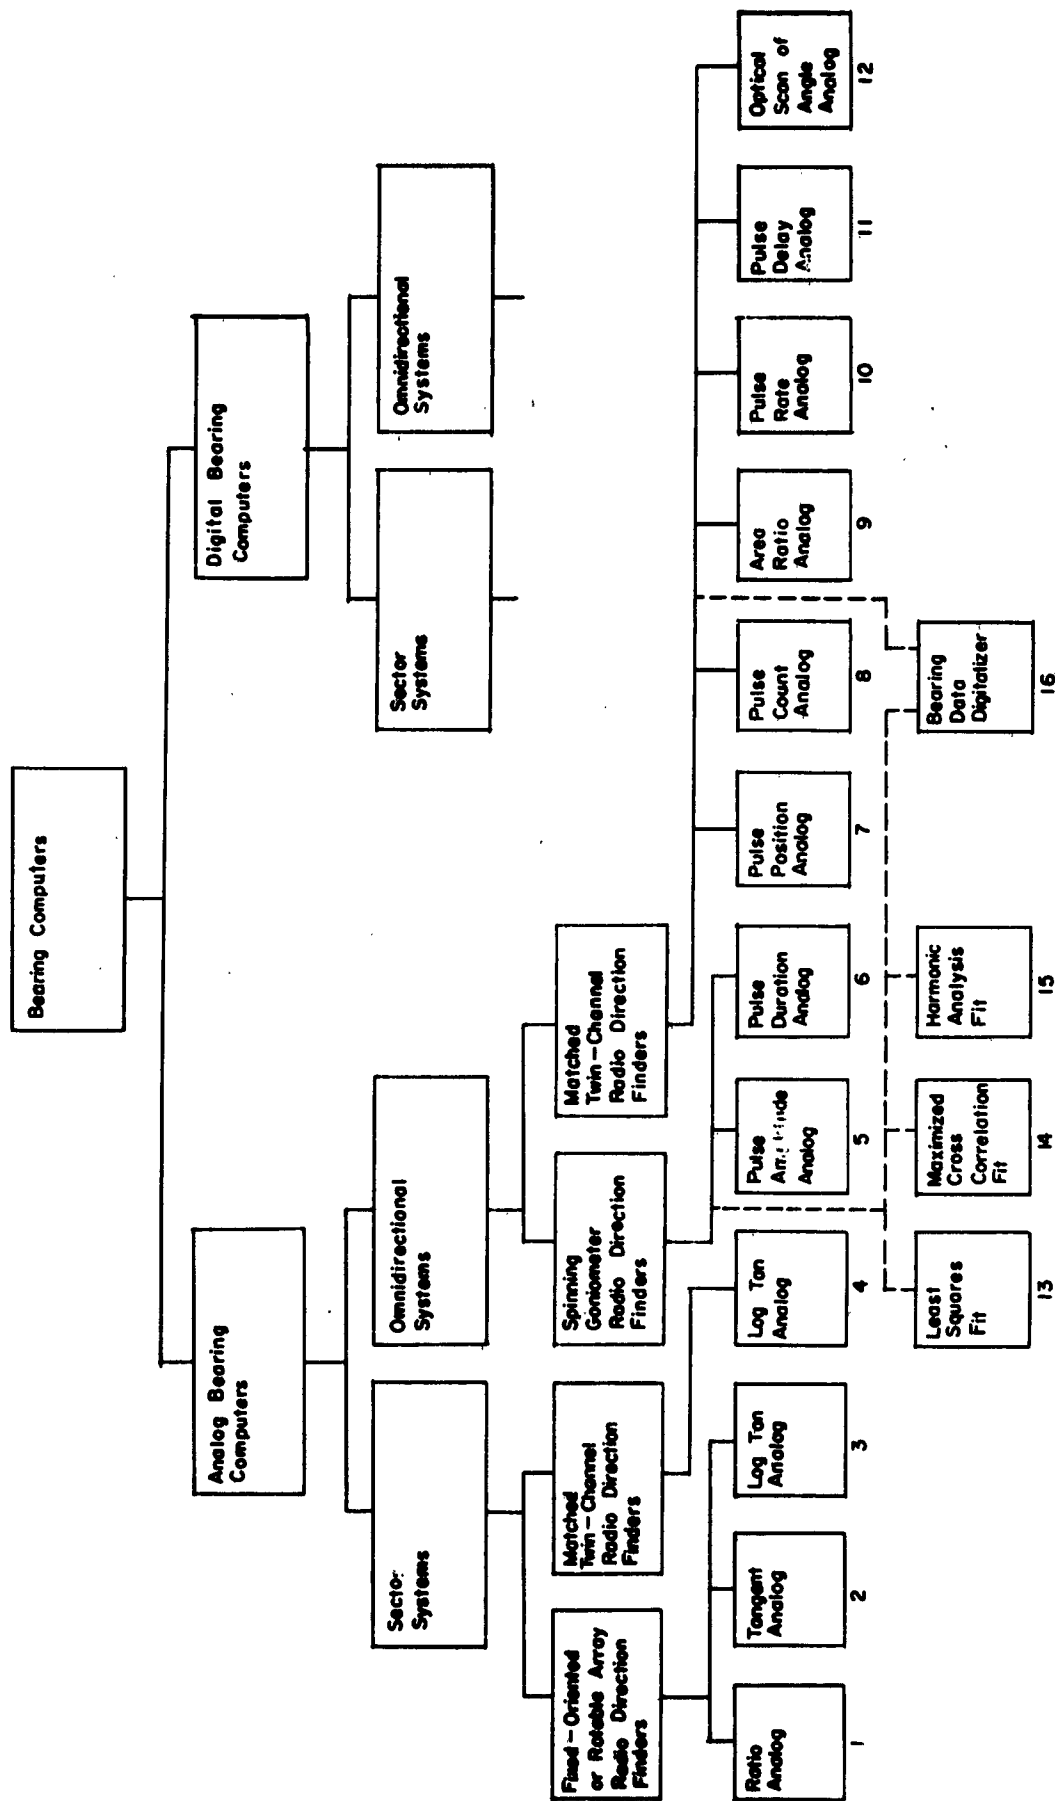 Bearing Computers
Analog Bearing
Computers
Digital Bearing
Computers
Sector
Systems
Omnidirectional
Systems
Sector
Systems
Omnidirectional
Systems
Fixed-Oriented
or Rotable Array
Radio Direction
Finders
Matched
Twin-Channel
Radio Direction
Finders
Spinning
Goniometer
Radio Direction
Finders
Matched
Twin-Channel
Radio Direction
Finders
Ratio
Analog
1
Tangent
Analog
2
Log Tan
Analog
3
Log Tan
Analog
4
Pulse
Analog
5
Pulse
Duration
Analog
6
Pulse
Position
Analog
7
Pulse
Count
Analog
8
Area
Ratio
Analog
9
Pulse
Rate
Analog
10
Pulse
Delay
Analog
11
Optical
Scan of
Angle
Analog
12
Least
Squares
Fit
13
Maximized
Cross
Correlation
Fit
14
Harmonic
Analysis
Fit
15
Bearing
Data
Digitalizer
16